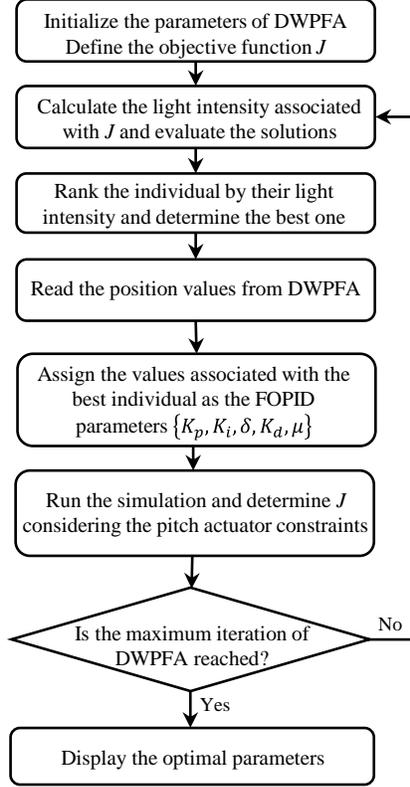 Initialize the parameters of DWPFA
Define the objective function J
Calculate the light intensity associated
with J and evaluate the solutions
Rank the individual by their light
intensity and determine the best one
Read the position values from DWPFA
Assign the values associated with the
best individual as the FOPID
parameters {K_p, K_i, δ, K_d, μ}
Run the simulation and determine J
considering the pitch actuator constraints
Is the maximum iteration of
DWPFA reached?
No
Yes
Display the optimal parameters